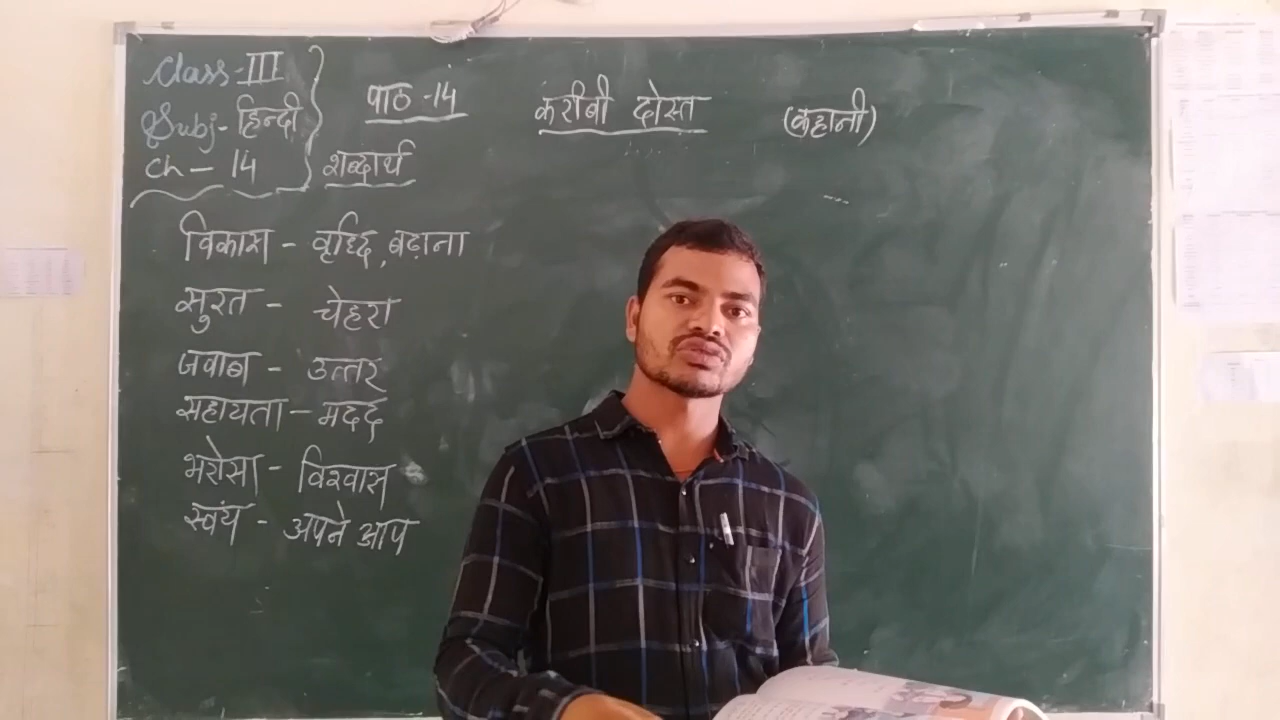 Class-III
Subj-हिन्दी
Ch-14
पाठ-14 करीबी दोस्त (कहानी)
शब्दार्थ
विकास - वृध्दि, बढ़ाना
सुरत - चेहरा
जवाब - उत्तर
सहायता - मदद
भरोसा - विश्वास
स्वंय - अपने आप